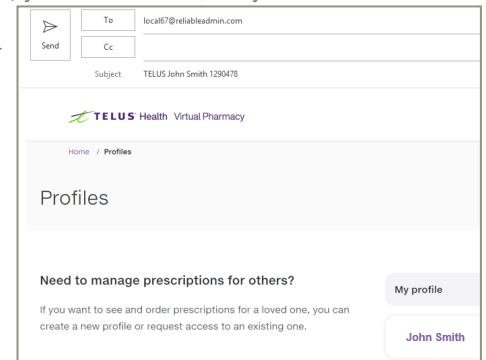 To local67@reliableadmin.com
Send Cc
Subject TELUS John Smith 1290478
TELUS Health Virtual Pharmacy
Home / Profiles
Profiles
Need to manage prescriptions for others?
If you want to see and order prescriptions for a loved one, you can
create a new profile or request access to an existing one.
My profile
John Smith